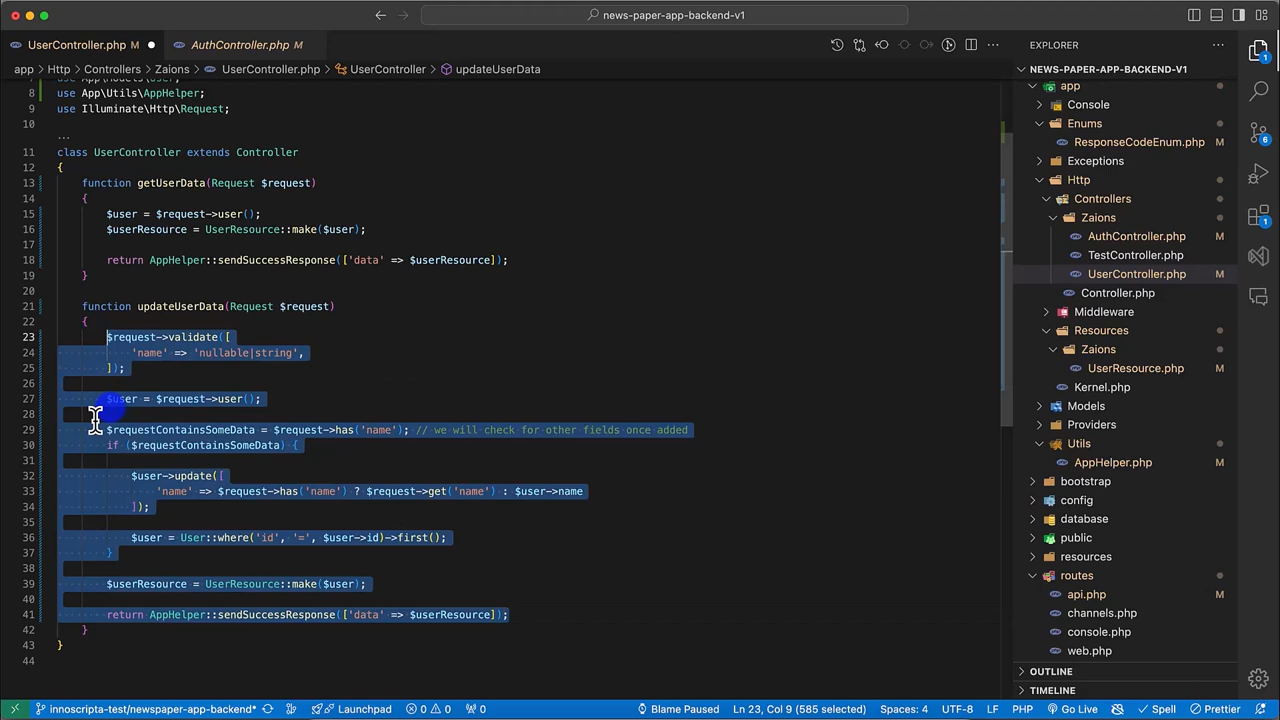 news-paper-app-backend-v1
UserController.php
AuthController.php M
EXPLORER
app > Http > Controllers > Zaions > UserController.php > UserController > updateUserData
8 use App\Utils\AppHelper;
9 use Illuminate\Http\Request;
10
...
11 class UserController extends Controller
12 {
13 function getUserData(Request $request)
14 {
15 $user = $request->user();
16 $userResource = UserResource::make($user);
17
18 return AppHelper::sendSuccessResponse(['data' => $userResource]);
19 }
20
21 function updateUserData(Request $request)
22 {
23 $request->validate([
24 'name' => 'nullable|string',
25 ]);
26
27 $user = $request->user();
28
29 $requestContainsSomeData = $request->has('name'); // we will check for other fields once added
30 if ($requestContainsSomeData) {
31
32 $user->update([
33 'name' => $request->has('name') ? $request->get('name') : $user->name
34 ]);
35
36 $user = User::where('id', '=', $user->id)->first();
37 }
38
39 $userResource = UserResource::make($user);
40
41 return AppHelper::sendSuccessResponse(['data' => $userResource]);
42 }
43 }
44
NEWS-PAPER-APP-BACKEND-V1
app
Console
Enums
ResponseCodeEnum.php M
Exceptions
Http
Controllers
Zaions
AuthController.php M
TestController.php
UserController.php M
Controller.php
Middleware
Resources
Zaions
UserResource.php M
Kernel.php
Models
Providers
Utils
AppHelper.php M
bootstrap
config
database
public
resources
routes
api.php M
channels.php
console.php
web.php
OUTLINE
TIMELINE
1
6
1
innoscripta-test/newspaper-app-backend* 0 0 0 Launchpad Blame Paused Ln 23, Col 9 (585 selected) Spaces: 4 UTF-8 LF PHP Go Live Spell Prettier